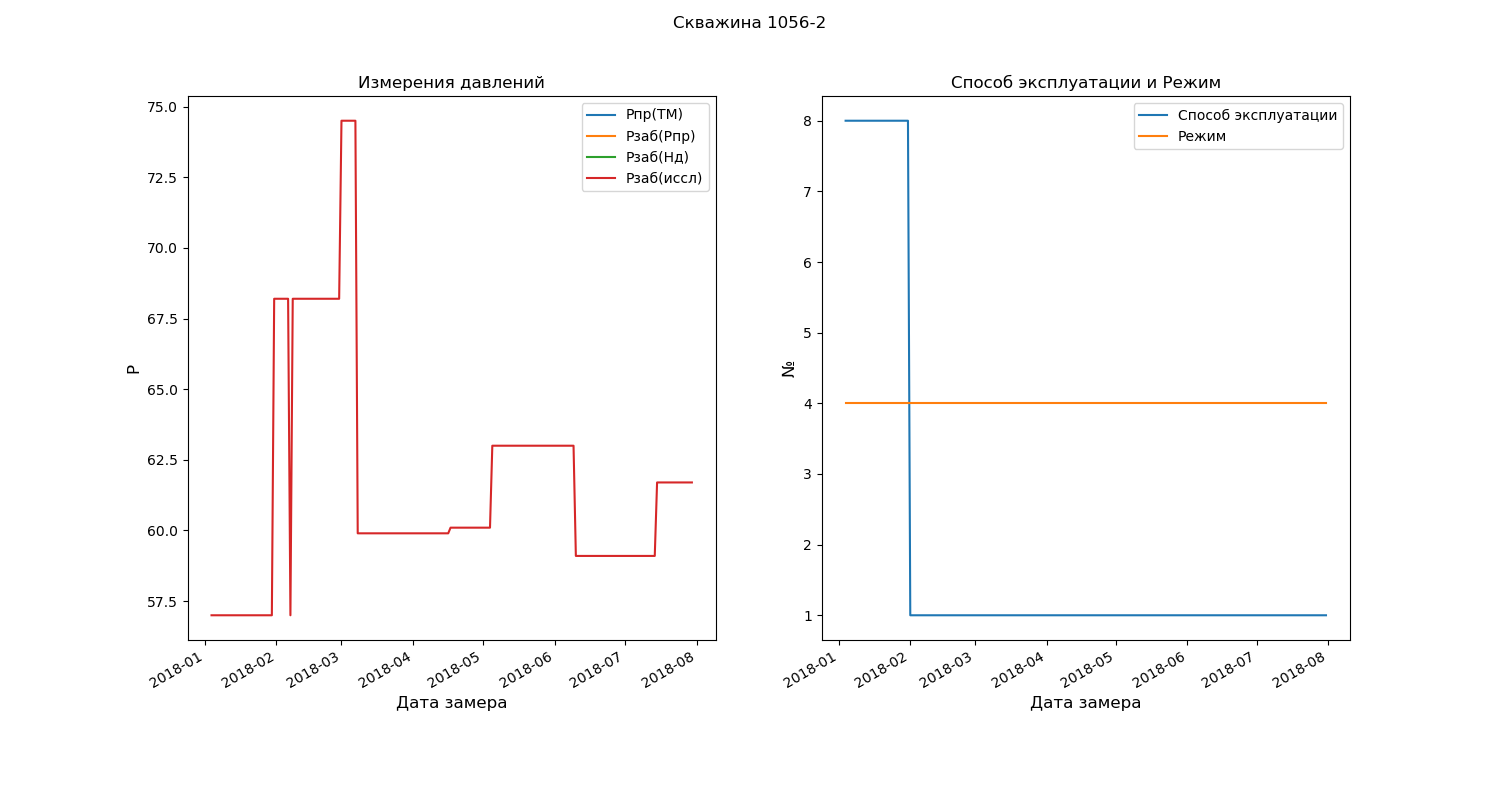 Скважина 1056-2
Измерения давлений
75.0
72.5
70.0
67.5
65.0
62.5
60.0
57.5
P
Рпр(ТМ)
Рзаб(Рпр)
Рзаб(Нд)
Рзаб(иссл)
2018-01
2018-02
2018-03
2018-04
2018-05
2018-06
2018-07
2018-08
Дата замера
Способ эксплуатации и Режим
8
7
6
5
4
3
2
1
№
Способ эксплуатации
Режим
2018-01
2018-02
2018-03
2018-04
2018-05
2018-06
2018-07
2018-08
Дата замера